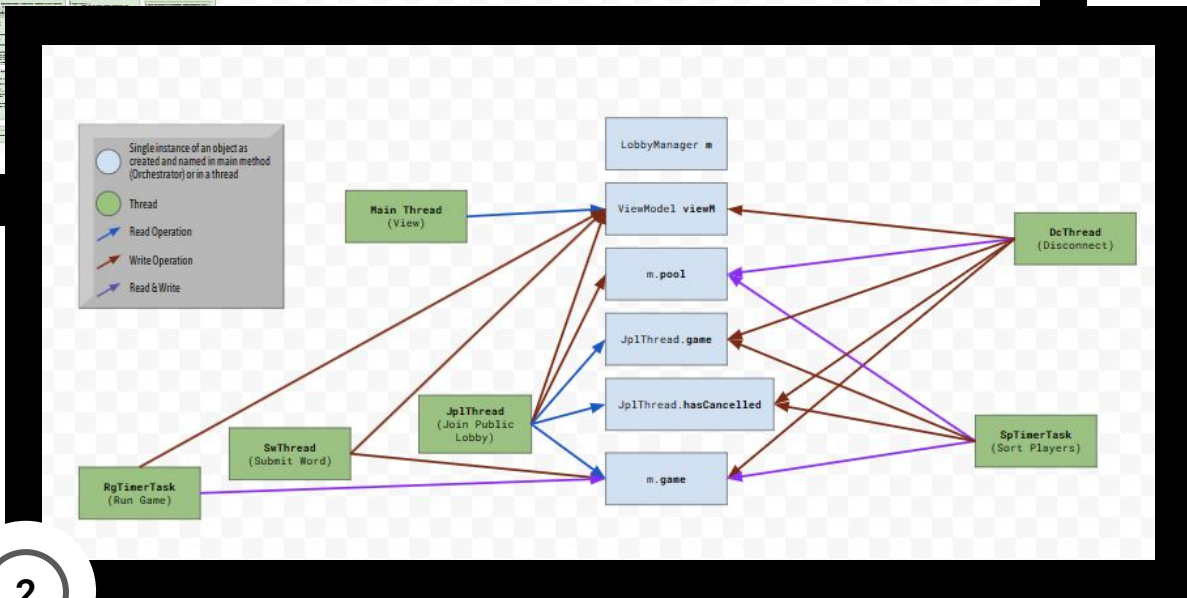 Single instance of an object as
created and named in main method
(Orchestrator) or in a thread
Thread
Read Operation
Write Operation
Read & Write
LobbyManager m
Main Thread
(View)
ViewModel viewM
DcThread
(Disconnect)
m.pool
JplThread.game
JplThread.hasCancelled
JplThread
(Join Public
Lobby)
SwThread
(Submit Word)
SpTimerTask
(Sort Players)
RgTimerTask
(Run Game)
m.game
2